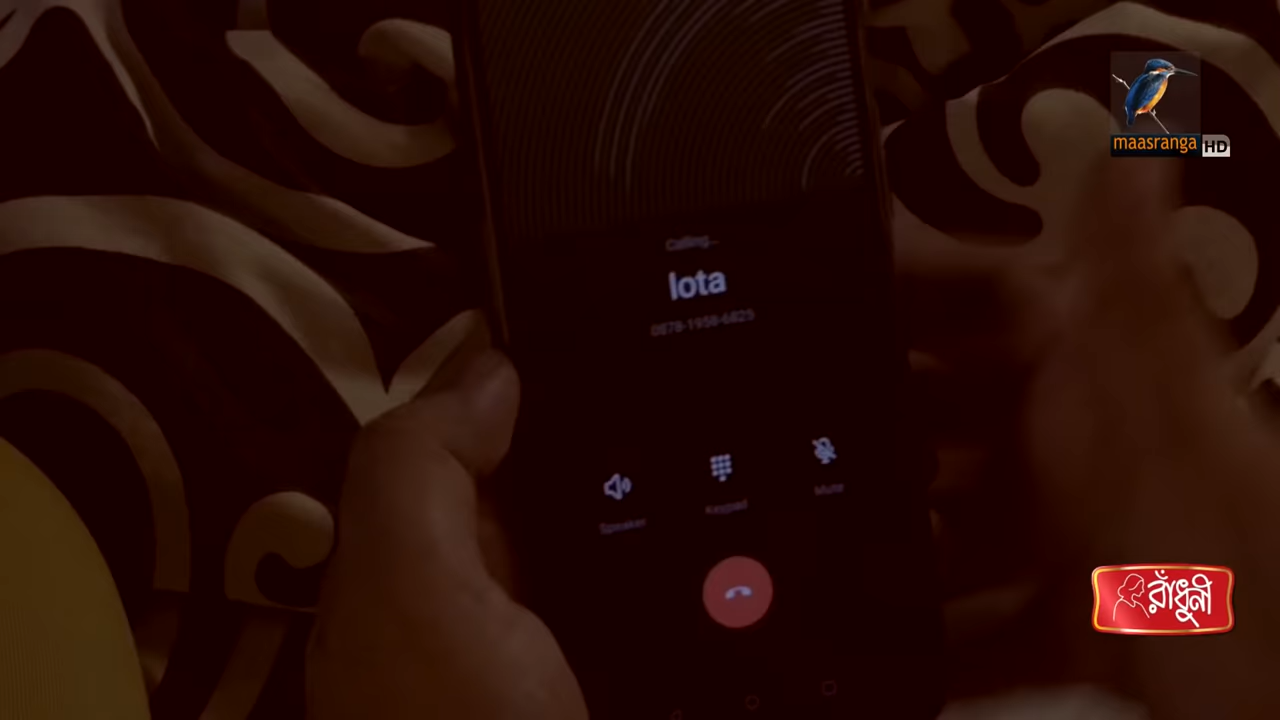 maasranga HD
Calling...
Iota
Speaker
Keypad
Mute
রাঁধুনী